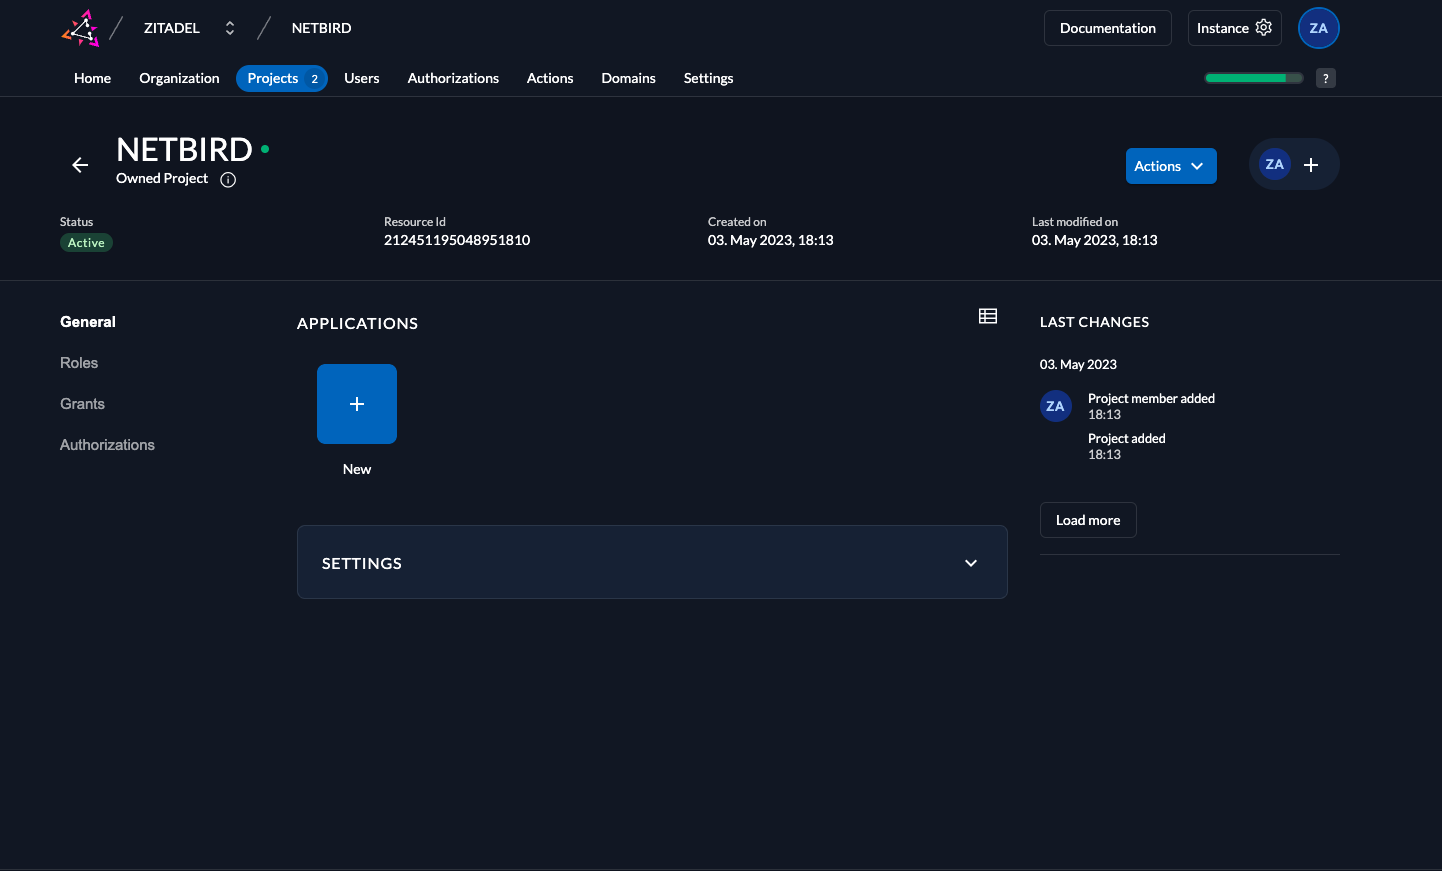 ZITADEL
NETBIRD
Documentation
Instance
ZA
Home
Organization
Projects 2
Users
Authorizations
Actions
Domains
Settings
?
NETBIRD
Owned Project
Actions
ZA
Status
Active
Resource Id
212451195048951810
Created on
03. May 2023, 18:13
Last modified on
03. May 2023, 18:13
General
Roles
Grants
Authorizations
APPLICATIONS
New
SETTINGS
LAST CHANGES
03. May 2023
ZA
Project member added
18:13
Project added
18:13
Load more